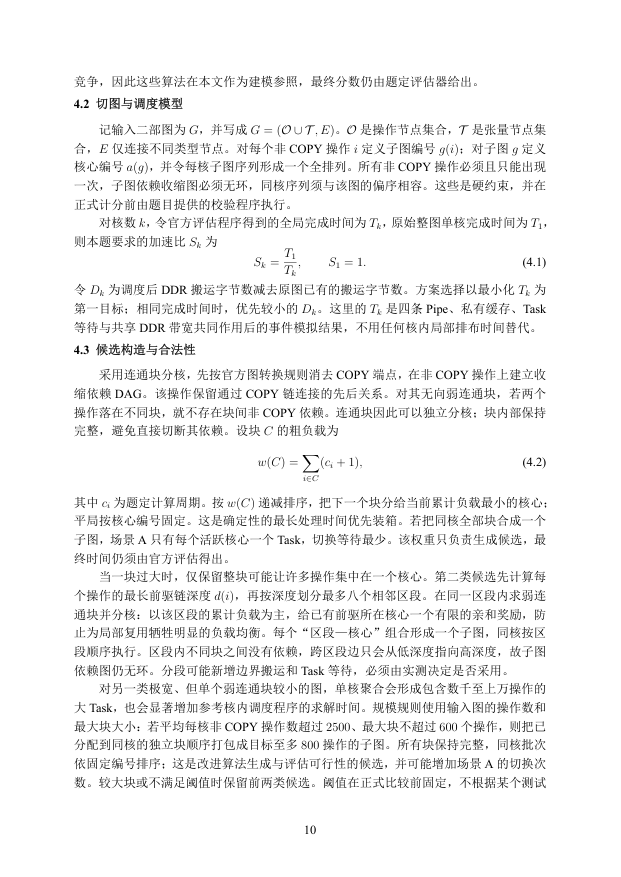 竞争，因此这些算法在本文作为建模参照，最终分数仍由题定评估器给出。
4.2 切图与调度模型
记输入二部图为 G，并写成 G = (O ∪ T, E)。O 是操作节点集合，T 是张量节点集
合，E 仅连接不同类型节点。对每个非 COPY 操作 i 定义子图编号 g(i)；对子图 g 定义
核心编号 a(g)，并令每核子图序列形成一个全排列。所有非 COPY 操作必须且只能出现
一次，子图依赖收缩图必须无环，同核序列须与该图的偏序相容。这些是硬约束，并在
正式计分前由题目提供的校验程序执行。
对核数 k，令官方评估程序得到的全局完成时间为 Tk，原始整图单核完成时间为 T1，
则本题要求的加速比 Sk 为
Sk = T1/Tk, S1 = 1. (4.1)
令 Dk 为调度后 DDR 搬运字节数减去原图已有的搬运字节数。方案选择以最小化 Tk 为
第一目标；相同完成时间时，优先较小的 Dk。这里的 Tk 是四条 Pipe、私有缓存、Task
等待与共享 DDR 带宽共同作用后的事件模拟结果，不用任何核内局部排布时间替代。
4.3 候选构造与合法性
采用连通块分核，先按官方图转换规则消去 COPY 端点，在非 COPY 操作上建立收
缩依赖 DAG。该操作保留通过 COPY 链连接的先后关系。对其无向弱连通块，若两个
操作落在不同块，就不存在块间非 COPY 依赖。连通块因此可以独立分核；块内部保持
完整，避免直接切断其依赖。设块 C 的粗负载为
w(C) = ∑i∈C (ci + 1), (4.2)
其中 ci 为题定计算周期。按 w(C) 递减排序，把下一个块分给当前累计负载最小的核心；
平局按核心编号固定。这是确定性的最长处理时间优先装箱。若把同核全部块合成一个
子图，场景 A 只有每个活跃核心一个 Task，切换等待最少。该权重只负责生成候选，最
终时间仍须由官方评估得出。
当一块过大时，仅保留整块可能让许多操作集中在一个核心。第二类候选先计算每
个操作的最长前驱链深度 d(i)，再按深度划分最多八个相邻区段。在同一区段内求弱连
通块并分核：以该区段的累计负载为主，给已有前驱所在核心一个有限的亲和奖励，防
止为局部复用牺牲明显的负载均衡。每个“区段—核心”组合形成一个子图，同核按区
段顺序执行。区段内不同块之间没有依赖，跨区段边只会从低深度指向高深度，故子图
依赖图仍无环。分段可能新增边界搬运和 Task 等待，必须由实测决定是否采用。
对另一类极宽、但单个弱连通块较小的图，单核聚合会形成包含数千至上万操作的
大 Task，也会显著增加参考核内调度程序的求解时间。规模规则使用输入图的操作数和
最大块大小：若平均每核非 COPY 操作数超过 2500、最大块不超过 600 个操作，则把已
分配到同核的独立块顺序打包成目标至多 800 操作的子图。所有块保持完整，同核批次
依固定编号排序；这是改进算法生成与评估可行性的候选，并可能增加场景 A 的切换次
数。较大块或不满足阈值时保留前两类候选。阈值在正式比较前固定，不根据某个测试
10